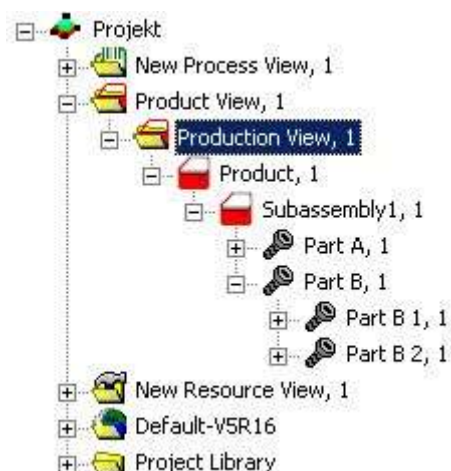 Projekt
New Process View, 1
Product View, 1
Production View, 1
Product, 1
Subassembly1, 1
Part A, 1
Part B, 1
Part B 1, 1
Part B 2, 1
New Resource View, 1
Default-V5R16
Project Library